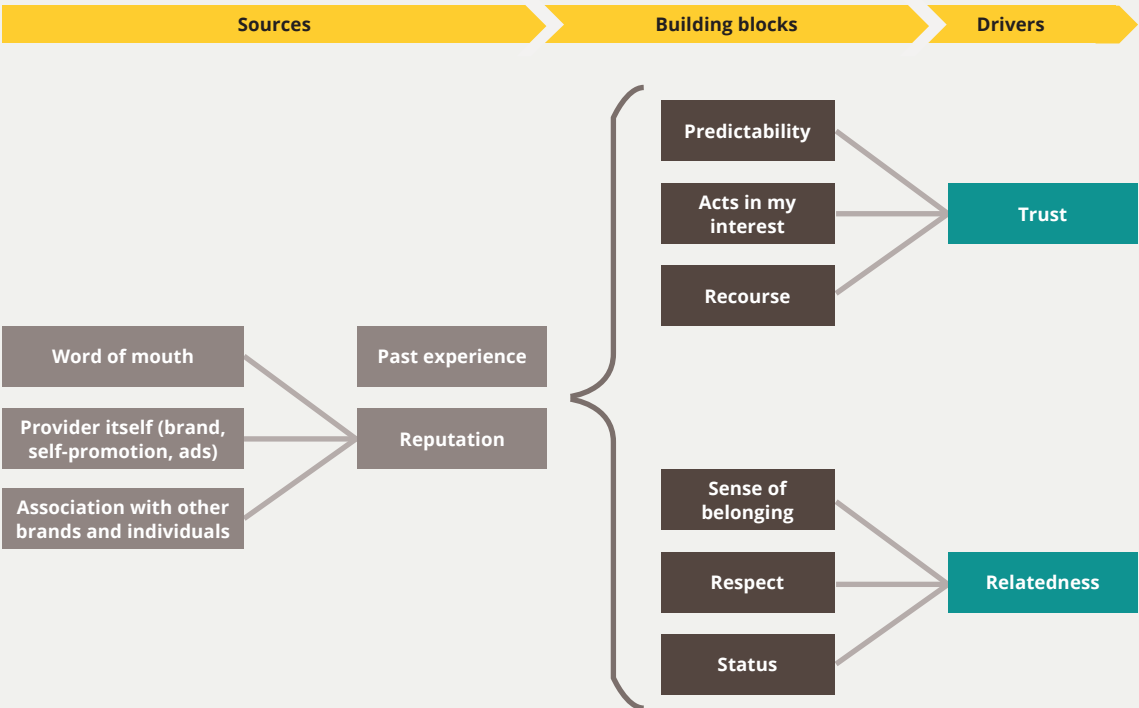 Sources
Building blocks
Drivers
Word of mouth
Provider itself (brand,
self-promotion, ads)
Association with other
brands and individuals
Past experience
Reputation
Predictability
Acts in my
interest
Recourse
Trust
Sense of
belonging
Respect
Status
Relatedness